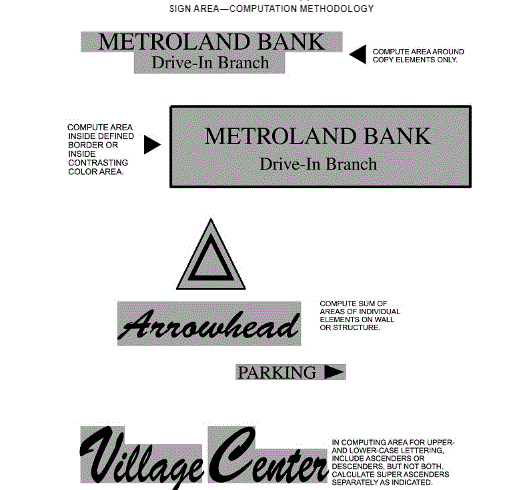 SIGN AREA—COMPUTATION METHODOLOGY
METROLAND BANK
Drive-In Branch
COMPUTE AREA AROUND
COPY ELEMENTS ONLY.
COMPUTE AREA
INSIDE DEFINED
BORDER OR
INSIDE
CONTRASTING
COLOR AREA.
METROLAND BANK
Drive-In Branch
Arrowhead
COMPUTE SUM OF
AREAS OF INDIVIDUAL
ELEMENTS ON WALL
OR STRUCTURE.
PARKING
Village Center
IN COMPUTING AREA FOR UPPER-
AND LOWER-CASE LETTERING,
INCLUDE ASCENDERS OR
DESCENDERS, BUT NOT BOTH.
CALCULATE SUPER ASCENDERS
SEPARATELY AS INDICATED.